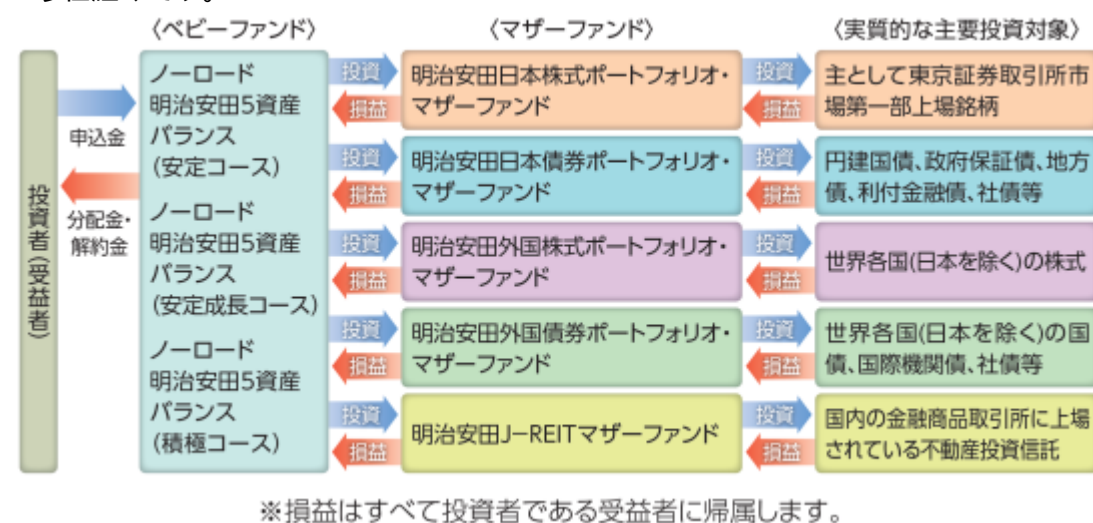 〈ベビーファンド〉
〈マザーファンド〉
〈実質的な主要投資対象〉
投資者(受益者)
申込金
分配金・
解約金
ノーロード
明治安田5資産
バランス
(安定コース)
ノーロード
明治安田5資産
バランス
(安定成長コース)
ノーロード
明治安田5資産
バランス
(積極コース)
投資
損益
明治安田日本株式ポートフォリオ・
マザーファンド
投資
損益
主として東京証券取引所市
場第一部上場銘柄
投資
損益
明治安田日本債券ポートフォリオ・
マザーファンド
投資
損益
円建国債、政府保証債、地方
債、利付金融債、社債等
投資
損益
明治安田外国株式ポートフォリオ・
マザーファンド
投資
損益
世界各国(日本を除く)の株式
投資
損益
明治安田外国債券ポートフォリオ・
マザーファンド
投資
損益
世界各国(日本を除く)の国
債、国際機関債、社債等
投資
損益
明治安田J−REITマザーファンド
投資
損益
国内の金融商品取引所に上場
されている不動産投資信託
※損益はすべて投資者である受益者に帰属します。